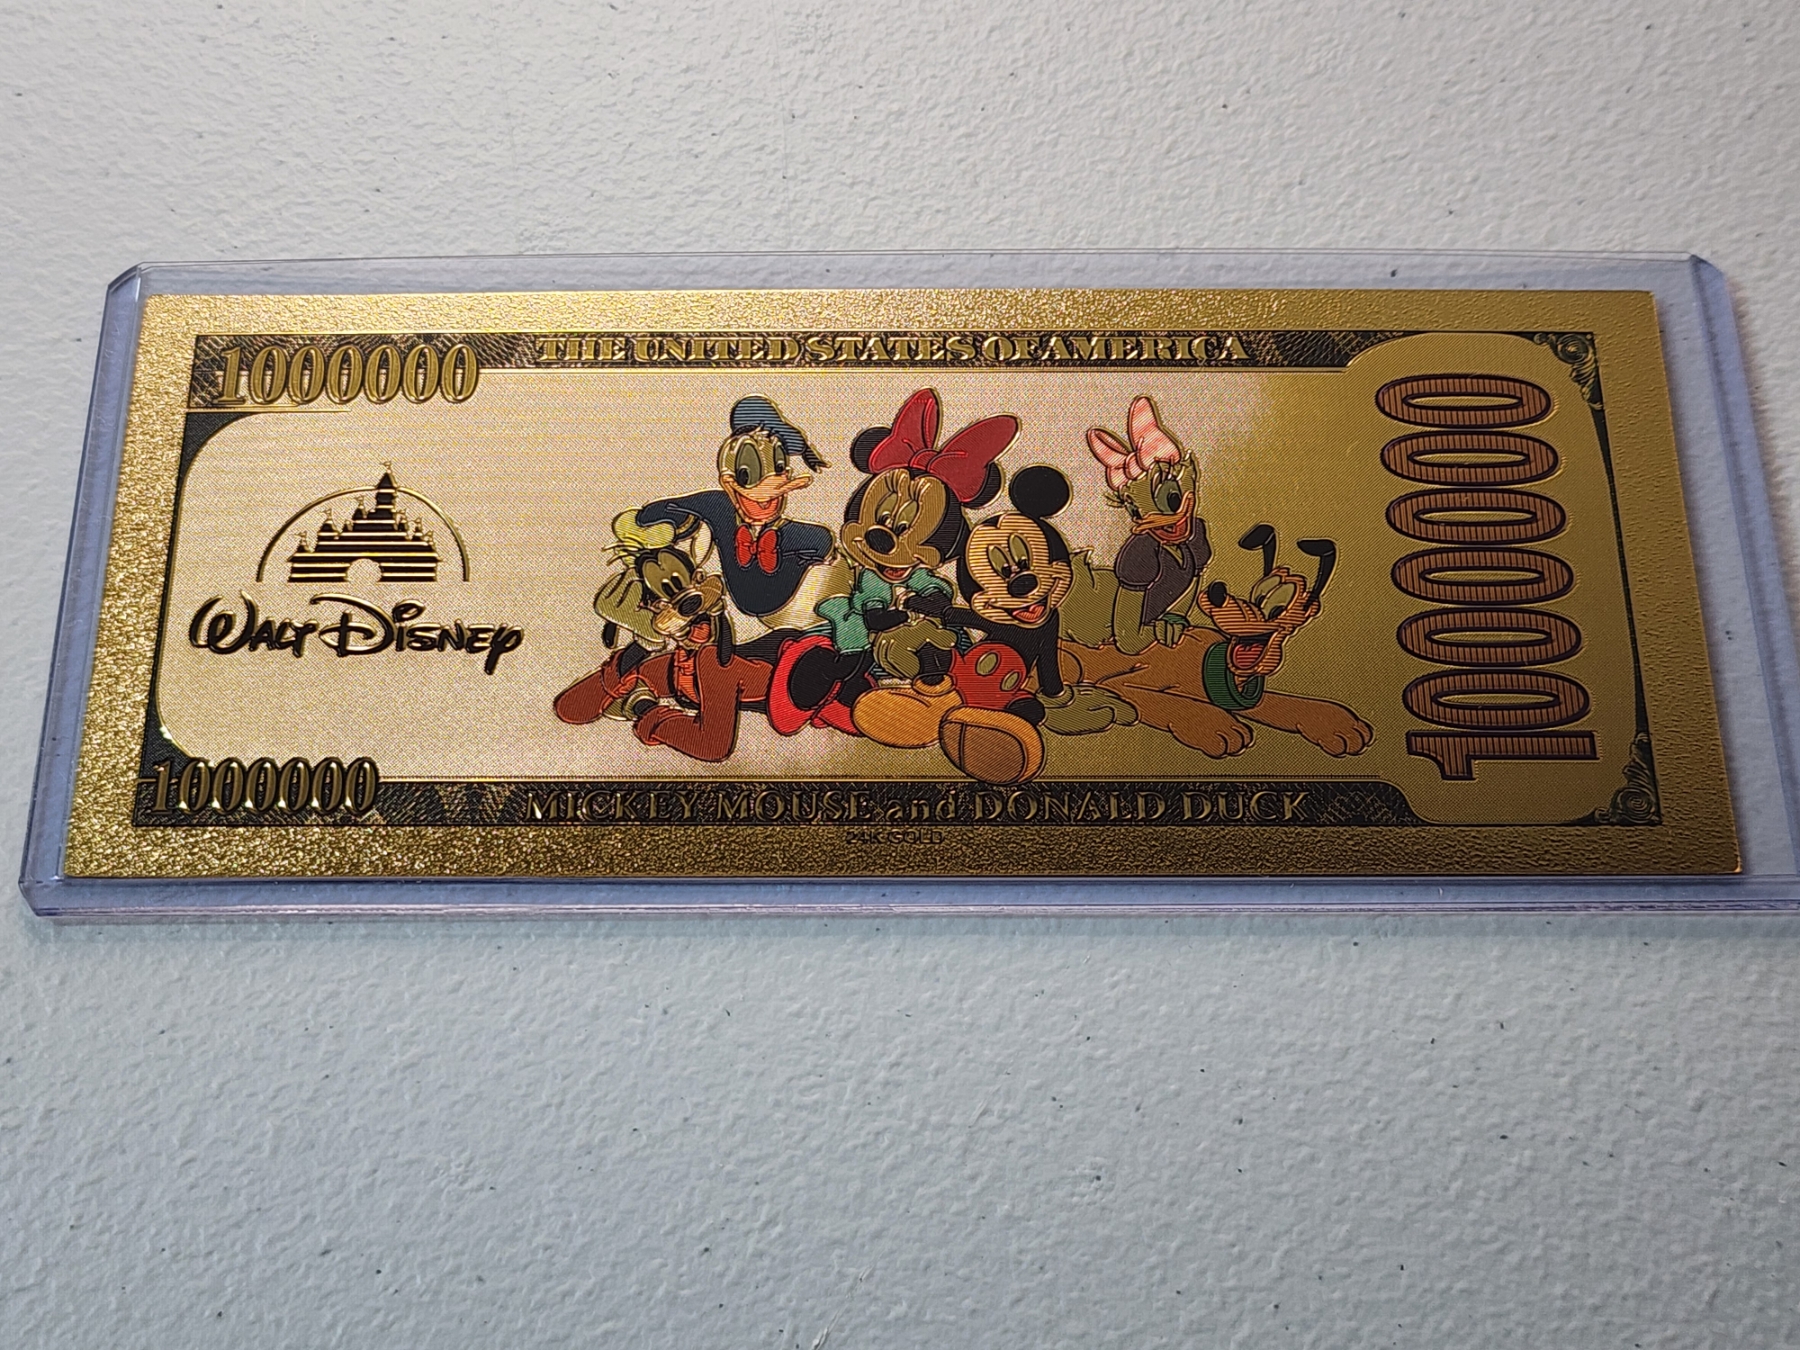 1000000
THE UNITED STATES OF AMERICA
1000000
WALT DISNEY
1000000
MICKEY MOUSE and DONALD DUCK
24K GOLD